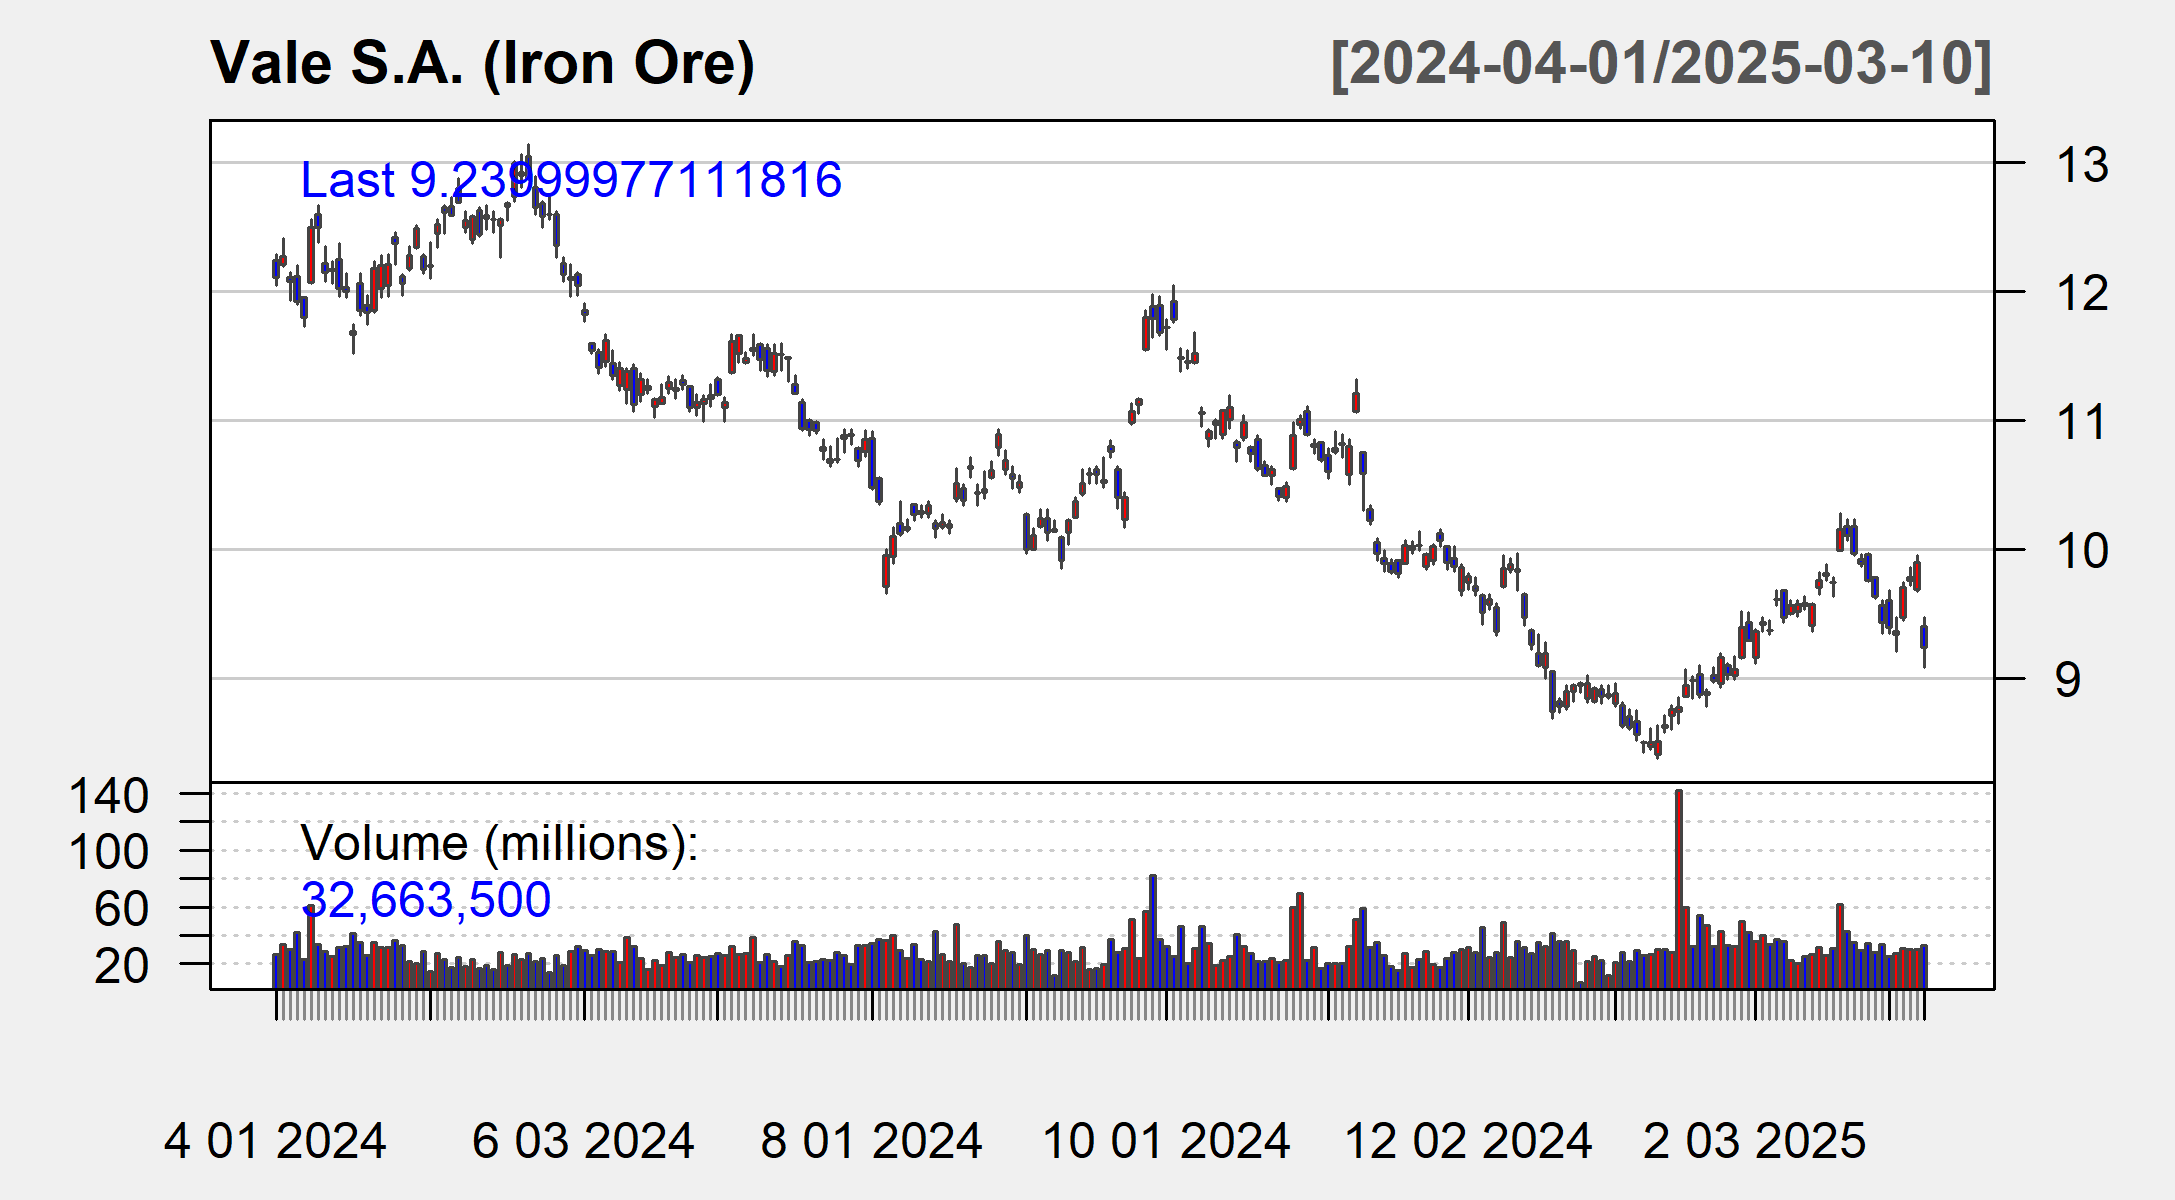 Vale S.A. (Iron Ore) [2024-04-01/2025-03-10]
Last 9.23999977111816
13
12
11
10
9
140
100
60
20
Volume (millions):
32,663,500
4 01 2024 6 03 2024 8 01 2024 10 01 2024 12 02 2024 2 03 2025